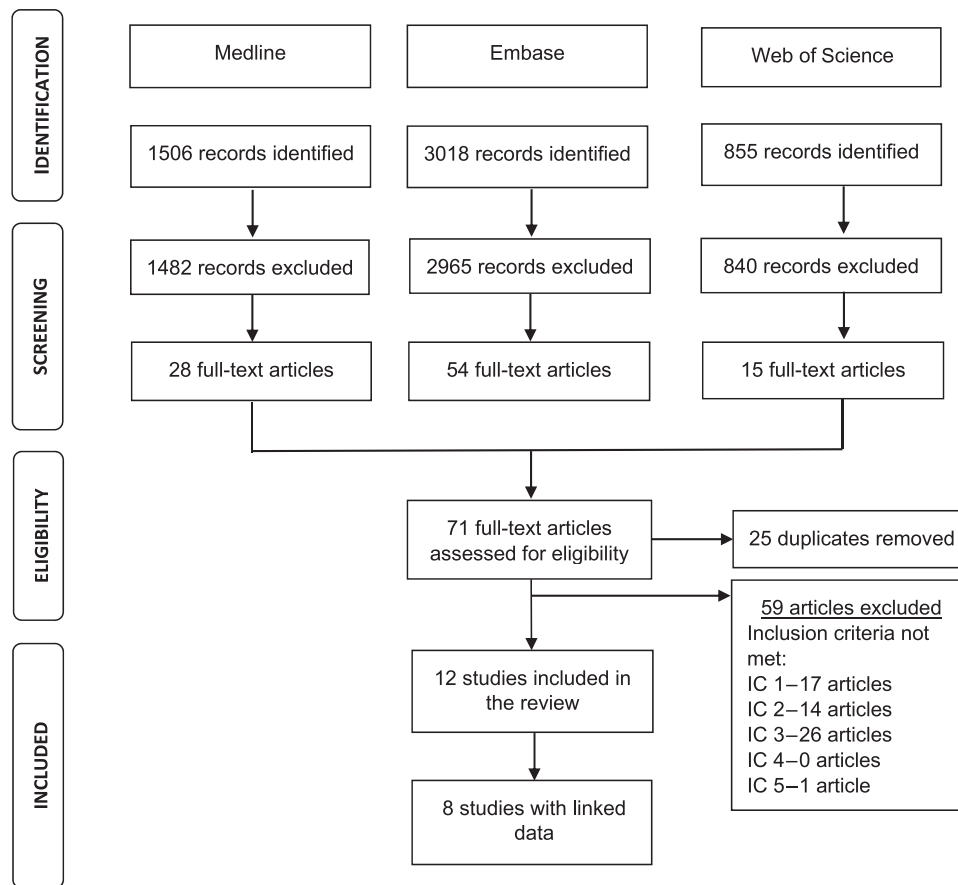 IDENTIFICATION
Medline
Embase
Web of Science
1506 records identified
3018 records identified
855 records identified
SCREENING
1482 records excluded
2965 records excluded
840 records excluded
28 full-text articles
54 full-text articles
15 full-text articles
ELIGIBILITY
71 full-text articles
assessed for eligibility
25 duplicates removed
59 articles excluded
Inclusion criteria not
met:
IC 1–17 articles
IC 2–14 articles
IC 3–26 articles
IC 4–0 articles
IC 5–1 article
INCLUDED
12 studies included in
the review
8 studies with linked
data